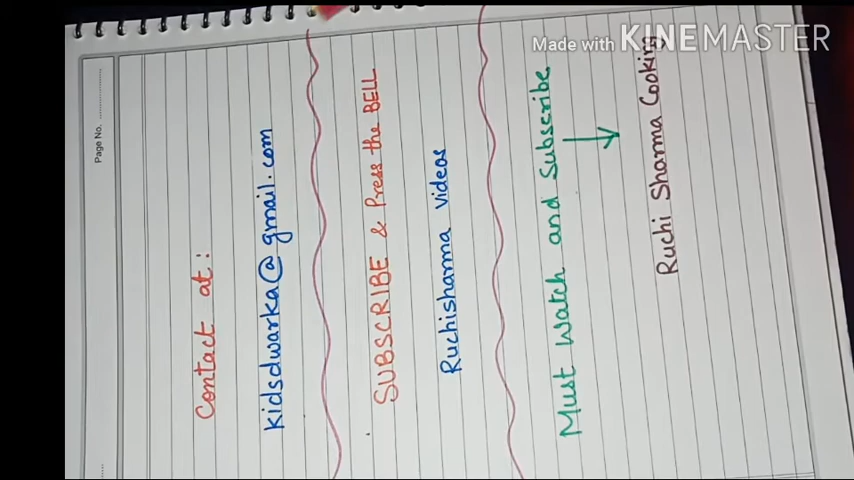 Made with KINEMASTER
Page No. ..................
Contact at:
kidsdwarka@gmail.com
SUBSCRIBE & Press the BELL
Ruchisharma videos
Must Watch and Subscribe
Ruchi Sharma Cooking